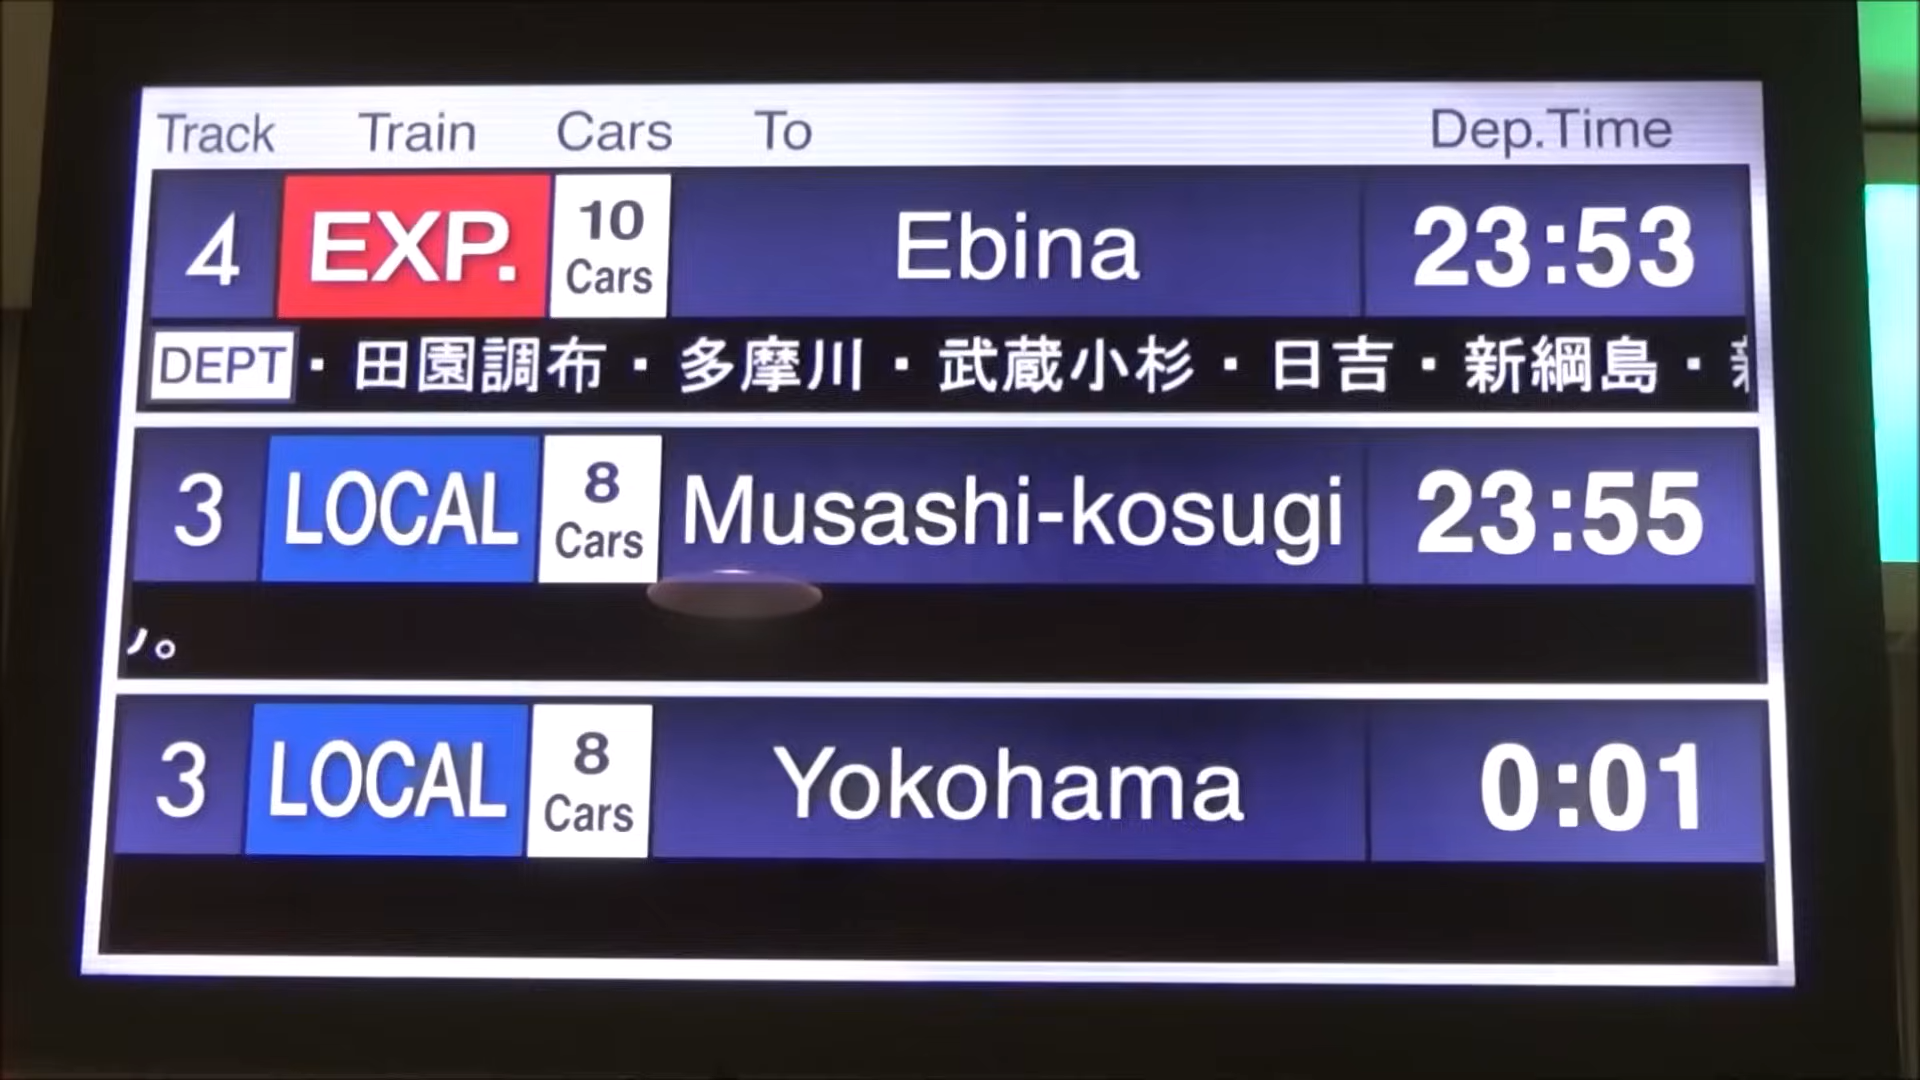 Track Train Cars To Dep.Time
4 EXP. 10 Cars Ebina 23:53
DEPT ・田園調布・多摩川・武蔵小杉・日吉・新綱島・
3 LOCAL 8 Cars Musashi-kosugi 23:55
。
3 LOCAL 8 Cars Yokohama 0:01